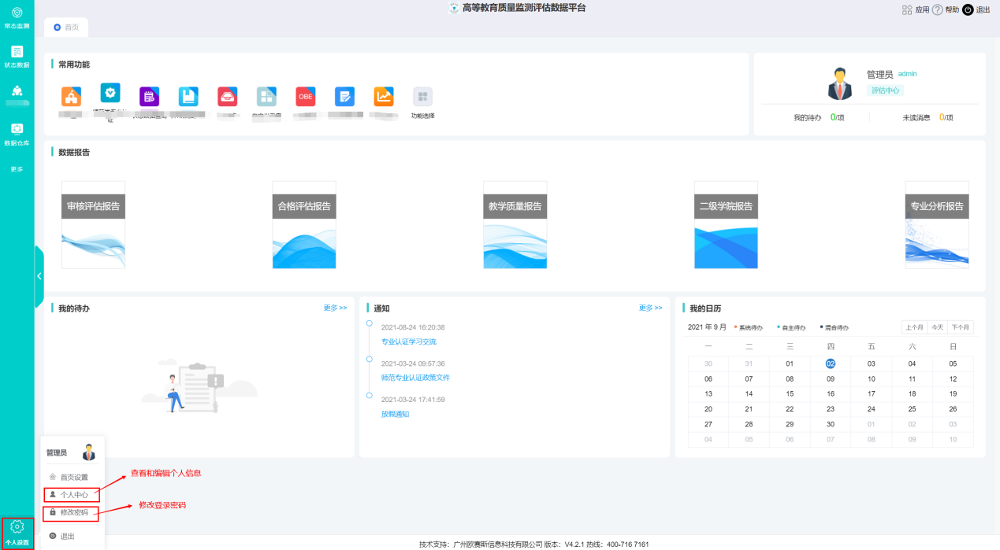 高等教育质量监测评估数据平台
应用 帮助 退出
首页
常态监测
状态数据
数据仓库
更多
个人设置
常用功能
OBE
功能选择
管理员 admin
评估中心
我的待办 0/项 未读消息 0/项
数据报告
审核评估报告 合格评估报告 教学质量报告 二级学院报告 专业分析报告
我的待办 更多 >>
通知 更多 >>
2021-08-24 16:20:38
专业认证学习交流
2021-03-24 09:57:36
师范专业认证政策文件
2021-03-24 17:41:59
放假通知
我的日历
2021 年 9 月 系统待办 自主待办 混合待办 上个月 今天 下个月
一 二 三 四 五 六 日
30 31 01 02 03 04 05
06 07 08 09 10 11 12
13 14 15 16 17 18 19
20 21 22 23 24 25 26
27 28 29 30 01 02 03
04 05 06 07 08 09 10
管理员
首页设置
个人中心
修改密码
退出
查看和编辑个人信息
修改登录密码
技术支持：广州欧赛斯信息科技有限公司 版本：V4.2.1 热线：400-716 7161